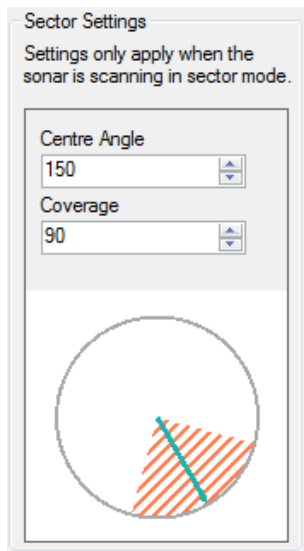 Sector Settings
Settings only apply when the
sonar is scanning in sector mode.
Centre Angle
150
Coverage
90